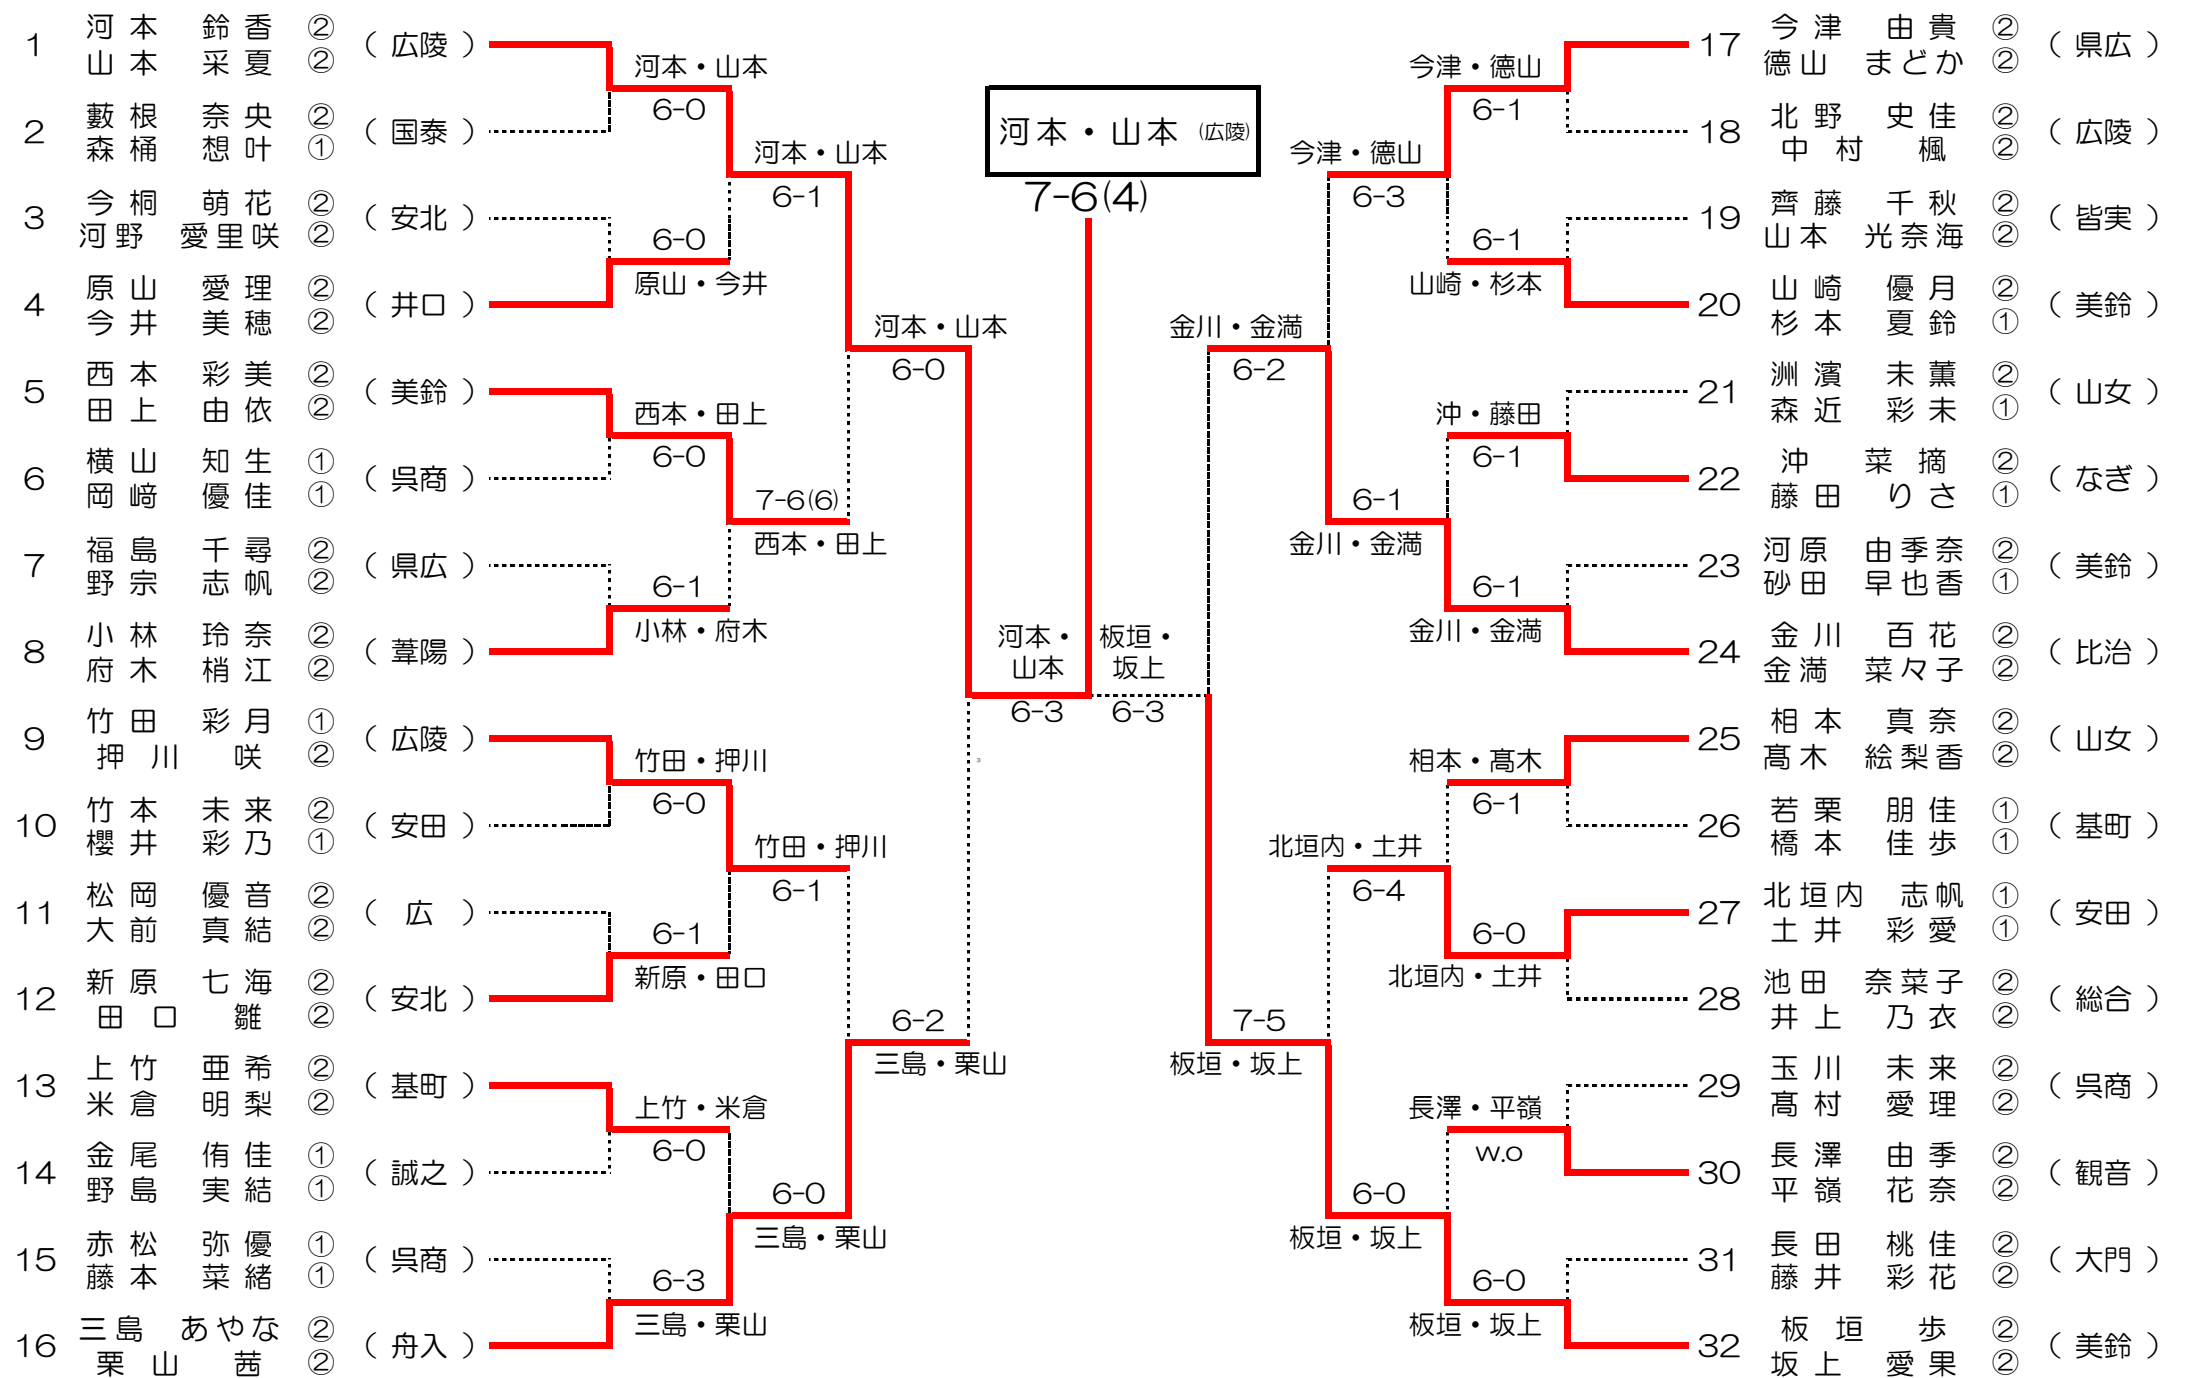 1 河本 鈴香 ② (広陵)
山本 采夏 ②
2 藪根 奈央 ② (国泰)
森桶 想叶 ①
3 今桐 萌花 ② (安北)
河野 愛里咲 ②
4 原山 愛理 ② (井口)
今井 美穂 ②
5 西本 彩美 ② (美鈴)
田上 由依 ②
6 横山 知生 ① (呉商)
岡﨑 優佳 ①
7 福島 千尋 ② (県広)
野宗 志帆 ②
8 小林 玲奈 ② (葦陽)
府木 梢江 ②
9 竹田 彩月 ① (広陵)
押川 咲 ②
10 竹本 未来 ② (安田)
櫻井 彩乃 ①
11 松岡 優音 ② (広)
大前 真結 ②
12 新原 七海 ② (安北)
田口 雛 ②
13 上竹 亜希 ② (基町)
米倉 明梨 ②
14 金尾 侑佳 ① (誠之)
野島 実結 ①
15 赤松 弥優 ① (呉商)
藤本 菜緒 ①
16 三島 あやな ② (舟入)
栗山 茜 ②
河本・山本
6-0
6-0
原山・今井
西本・田上
6-0
6-1
小林・府木
竹田・押川
6-0
6-1
新原・田口
上竹・米倉
6-0
6-3
三島・栗山
河本・山本
6-1
7-6(6)
西本・田上
竹田・押川
6-1
6-0
三島・栗山
河本・山本
6-0
6-2
三島・栗山
河本・山本 (広陵)
7-6(4)
河本・
山本
6-3
板垣・
坂上
6-3
金川・金満
6-2
7-5
板垣・坂上
今津・德山
6-3
6-1
金川・金満
北垣内・土井
6-4
6-0
板垣・坂上
今津・德山
6-1
6-1
山崎・杉本
沖・藤田
6-1
6-1
金川・金満
相本・髙木
6-1
6-0
北垣内・土井
長澤・平嶺
w.o
6-0
板垣・坂上
17 今津 由貴 ② (県広)
德山 まどか ②
18 北野 史佳 ② (広陵)
中村 楓 ②
19 齊藤 千秋 ② (皆実)
山本 光奈海 ②
20 山崎 優月 ② (美鈴)
杉本 夏鈴 ①
21 洲濱 未薫 ② (山女)
森近 彩未 ①
22 沖 菜摘 ② (なぎ)
藤田 りさ ①
23 河原 由季奈 ② (美鈴)
砂田 早也香 ①
24 金川 百花 ② (比治)
金満 菜々子 ②
25 相本 真奈 ② (山女)
髙木 絵梨香 ②
26 若栗 朋佳 ① (基町)
橋本 佳歩 ①
27 北垣内 志帆 ① (安田)
土井 彩愛 ①
28 池田 奈菜子 ② (総合)
井上 乃衣 ②
29 玉川 未来 ② (呉商)
髙村 愛理 ②
30 長澤 由季 ② (観音)
平嶺 花奈 ②
31 長田 桃佳 ② (大門)
藤井 彩花 ②
32 板垣 歩 ② (美鈴)
坂上 愛果 ②